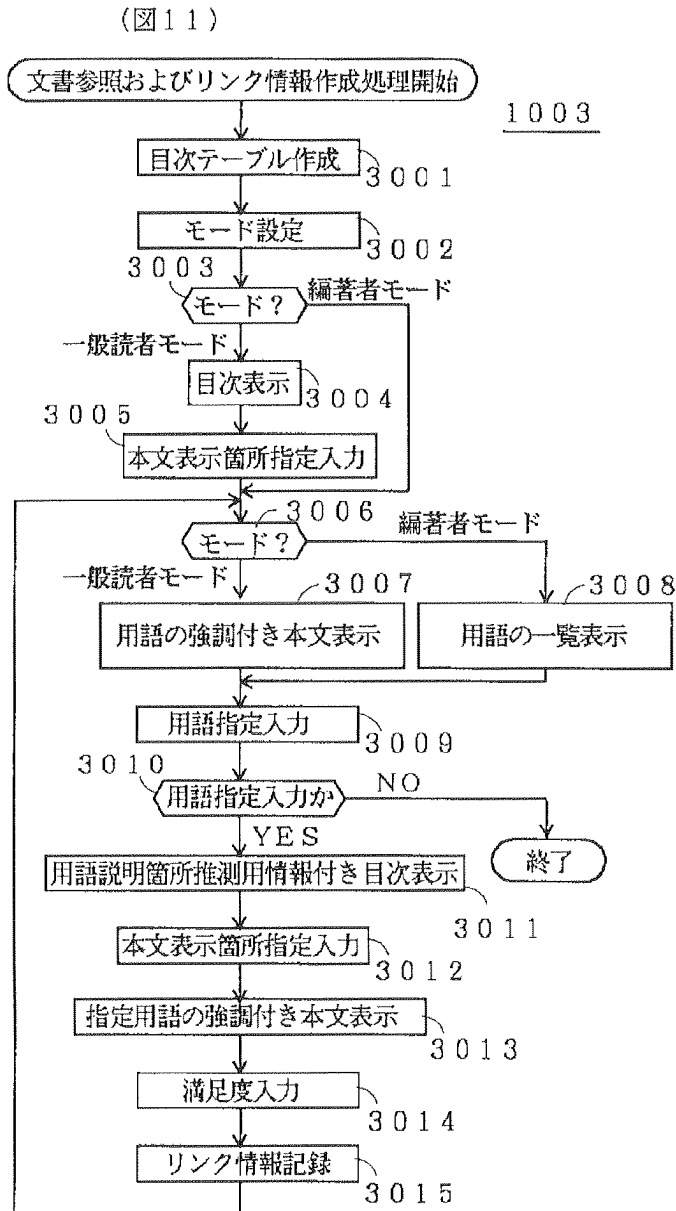 (図11)
文書参照およびリンク情報作成処理開始
1003
目次テーブル作成
3001
モード設定
3002
3003
モード?
編著者モード
一般読者モード
目次表示
3004
3005
本文表示箇所指定入力
3006
モード?
編著者モード
一般読者モード
3007
用語の強調付き本文表示
3008
用語の一覧表示
用語指定入力
3009
3010
用語指定入力か
NO
YES
終了
用語説明箇所推測用情報付き目次表示
3011
本文表示箇所指定入力
3012
指定用語の強調付き本文表示
3013
満足度入力
3014
リンク情報記録
3015